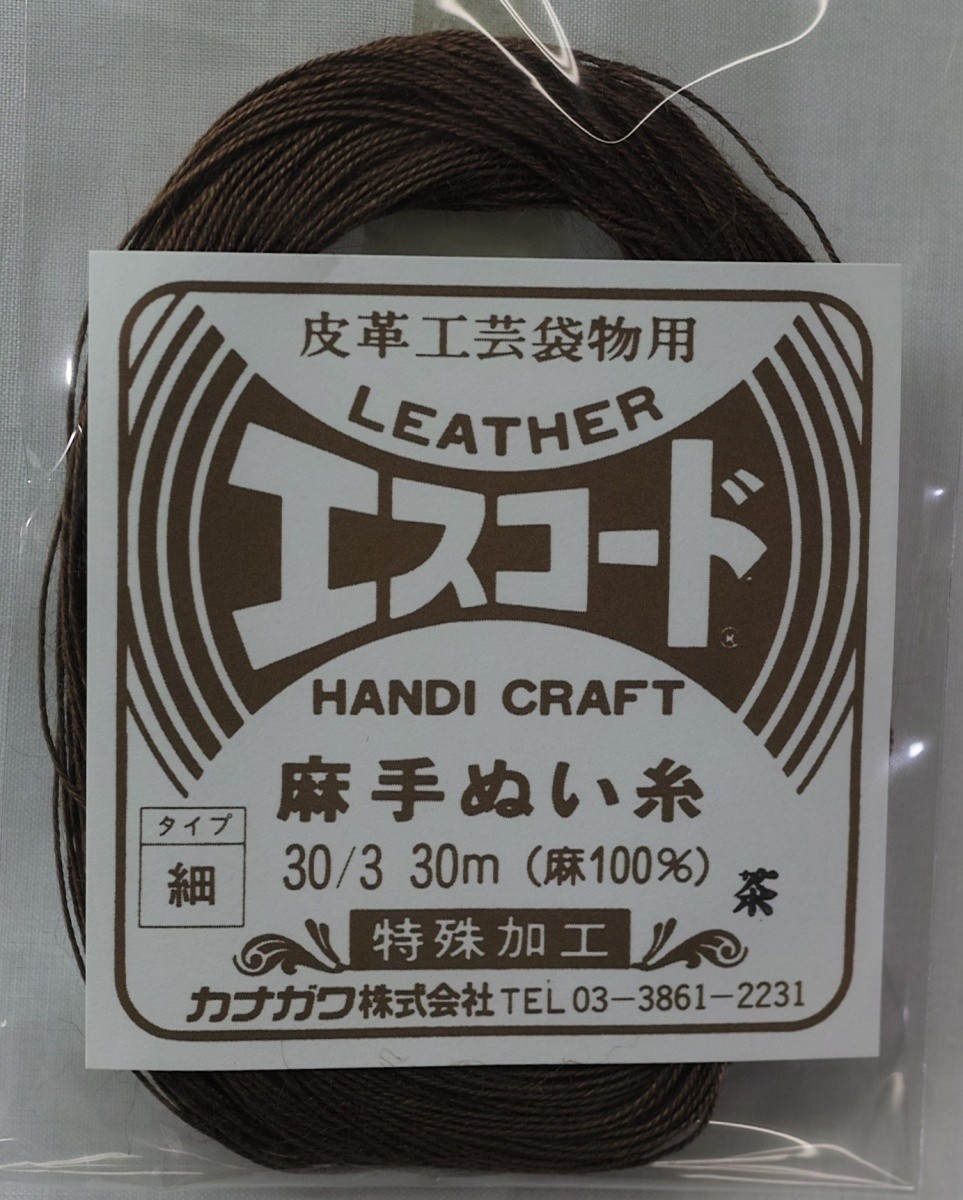 皮革工芸袋物用
LEATHER
エスコード®
HANDI CRAFT
麻手ぬい糸
タイプ
細
30/3 30m (麻100%)
茶
特殊加工
カナガワ株式会社 TEL 03-3861-2231